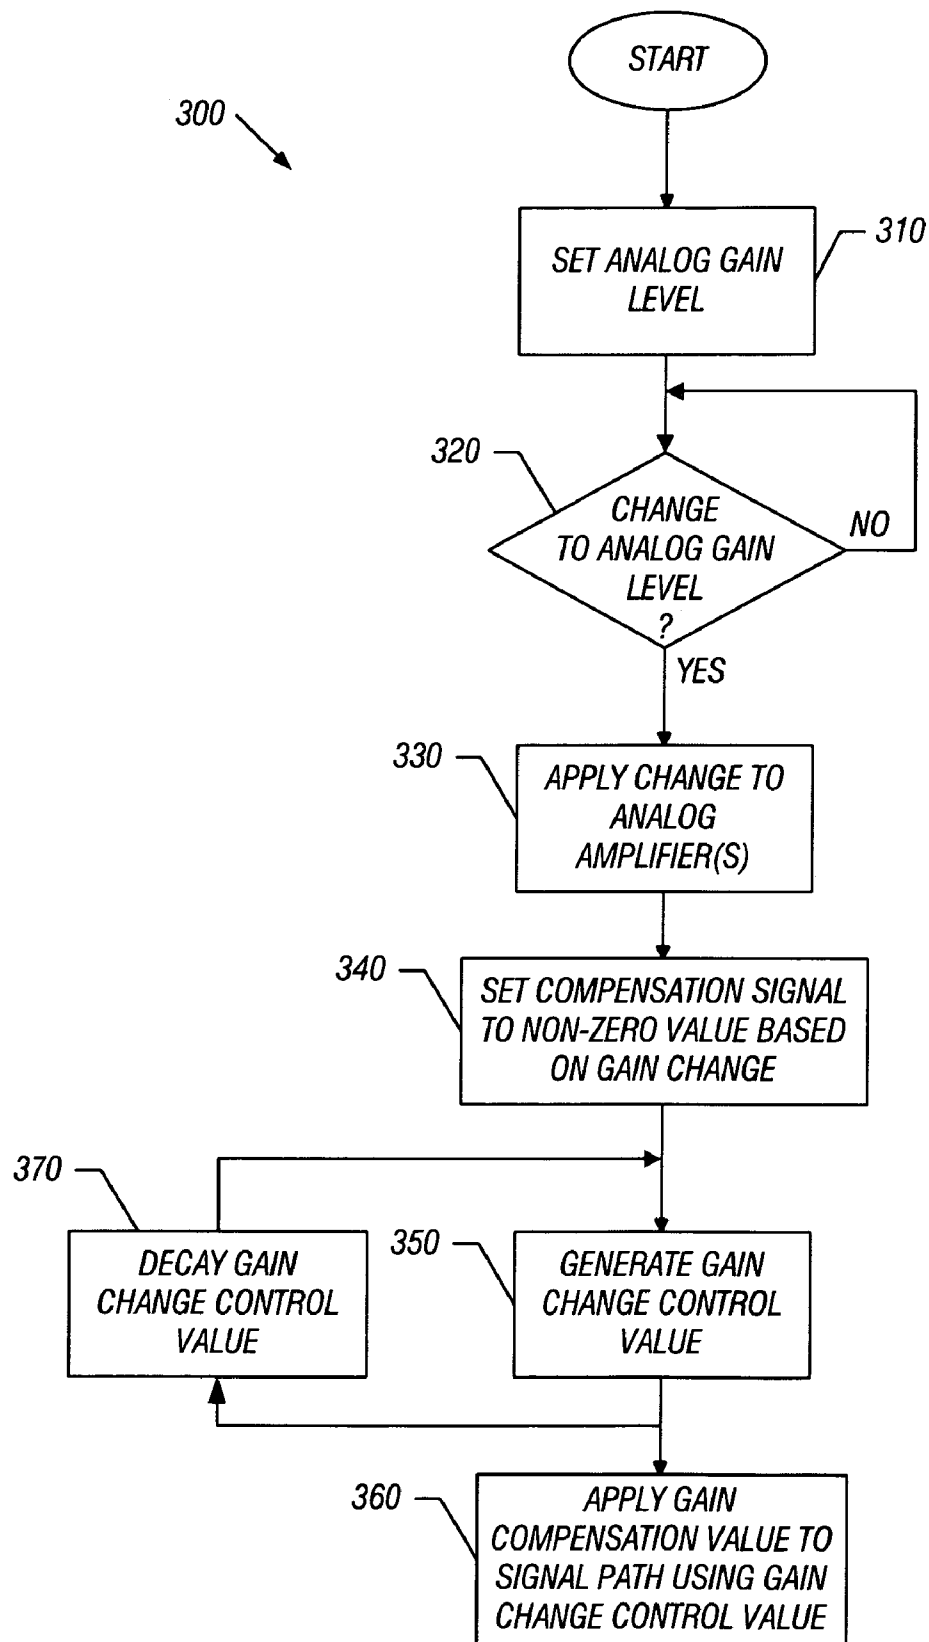 START
300
310
SET ANALOG GAIN
LEVEL
320
CHANGE
TO ANALOG GAIN
LEVEL
?
NO
YES
330
APPLY CHANGE TO
ANALOG
AMPLIFIER(S)
340
SET COMPENSATION SIGNAL
TO NON-ZERO VALUE BASED
ON GAIN CHANGE
370
DECAY GAIN
CHANGE CONTROL
VALUE
350
GENERATE GAIN
CHANGE CONTROL
VALUE
360
APPLY GAIN
COMPENSATION VALUE TO
SIGNAL PATH USING GAIN
CHANGE CONTROL VALUE